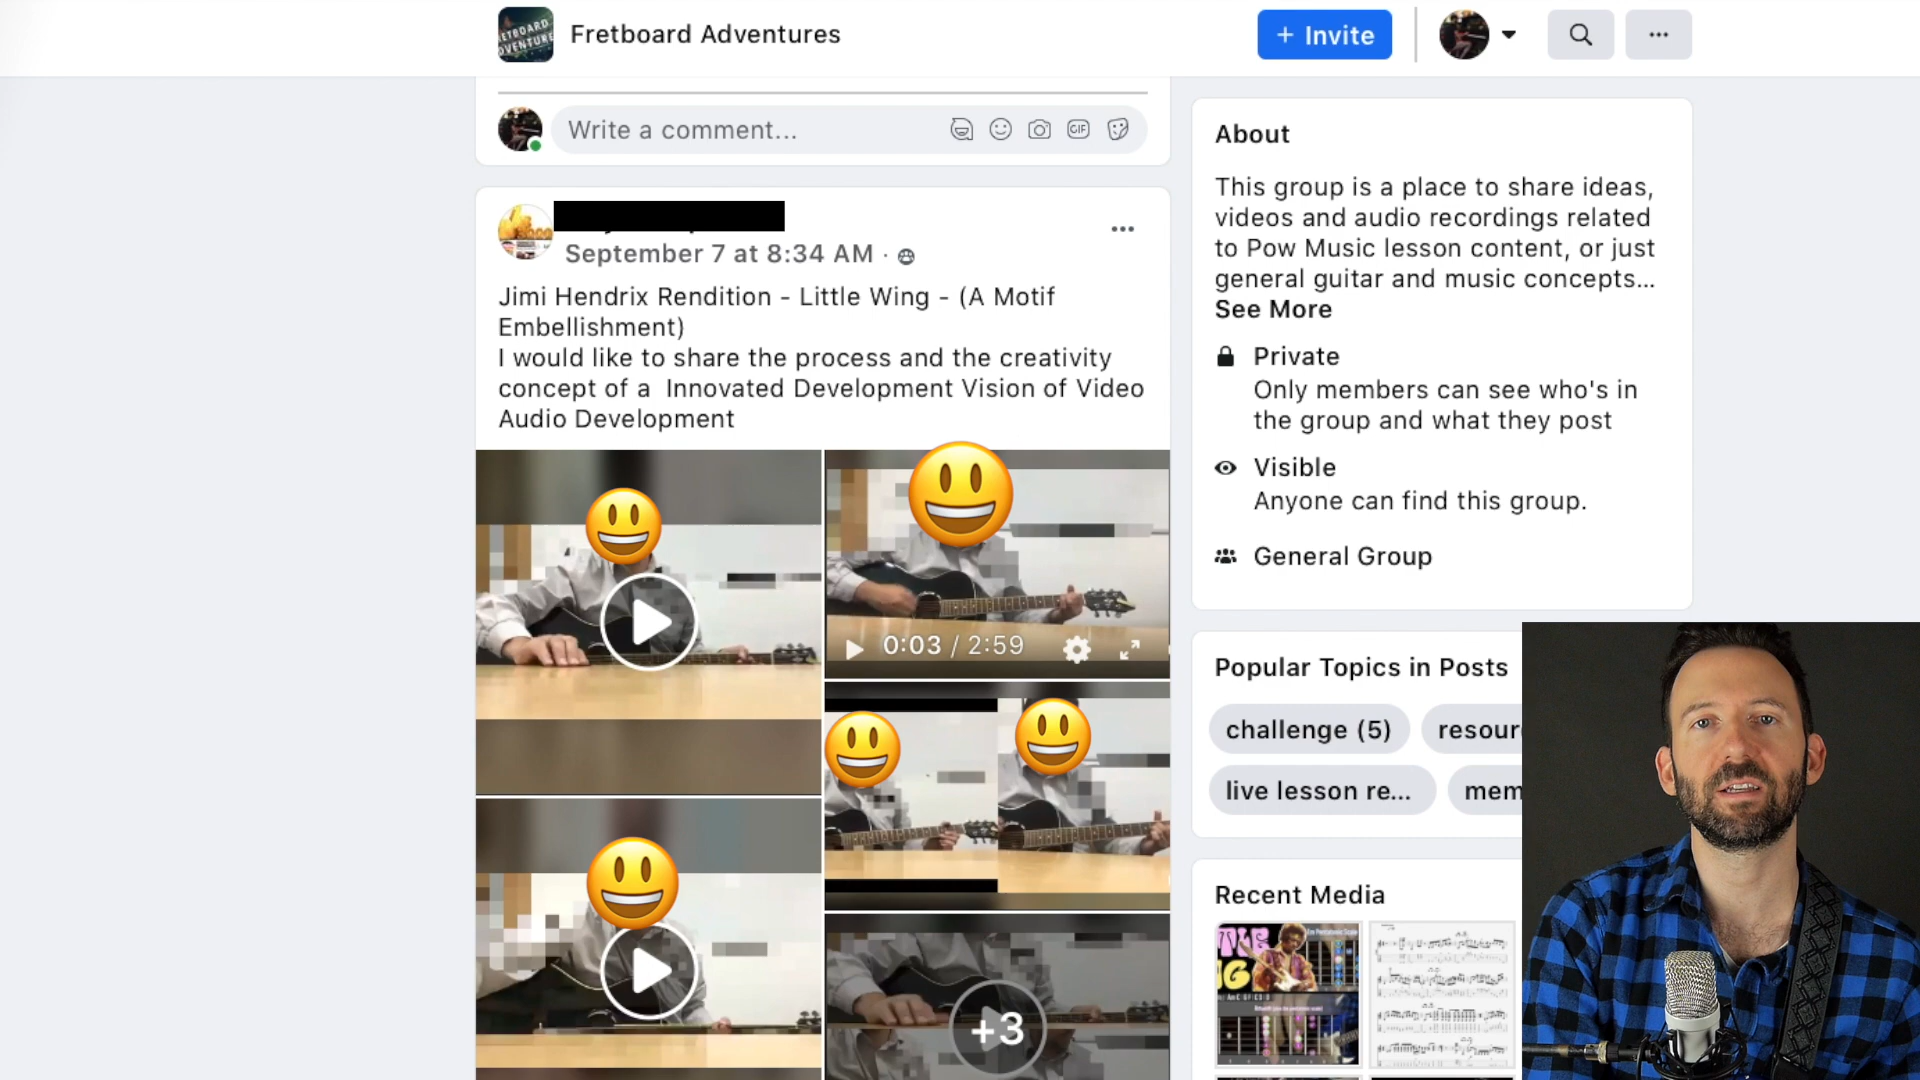 Fretboard Adventures
+ Invite
Write a comment...
GIF
September 7 at 8:34 AM ·
Jimi Hendrix Rendition - Little Wing - (A Motif
Embellishment)
I would like to share the process and the creativity
concept of a Innovated Development Vision of Video
Audio Development
0:03 / 2:59
+3
About
This group is a place to share ideas,
videos and audio recordings related
to Pow Music lesson content, or just
general guitar and music concepts...
See More
Private
Only members can see who's in
the group and what they post
Visible
Anyone can find this group.
General Group
Popular Topics in Posts
challenge (5)
resour
live lesson re...
mem
Recent Media
Em Pentatonic Scale